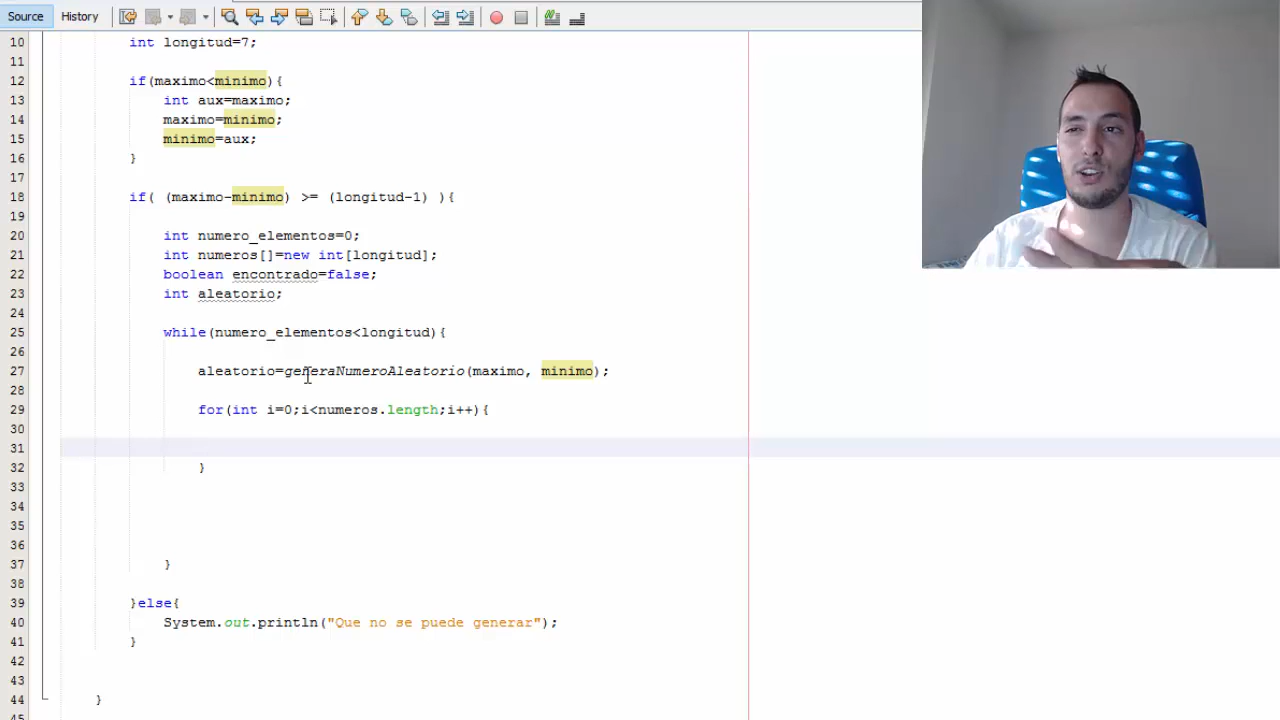 Source History
10 int longitud=7;
11
12 if(maximo<minimo){
13 int aux=maximo;
14 maximo=minimo;
15 minimo=aux;
16 }
17
18 if( (maximo-minimo) >= (longitud-1) ){
19
20 int numero_elementos=0;
21 int numeros[]=new int[longitud];
22 boolean encontrado=false;
23 int aleatorio;
24
25 while(numero_elementos<longitud){
26
27 aleatorio=generaNumeroAleatorio(maximo, minimo);
28
29 for(int i=0;i<numeros.length;i++){
30
31
32 }
33
34
35
36
37 }
38
39 }else{
40 System.out.println("Que no se puede generar");
41 }
42
43
44 }
45